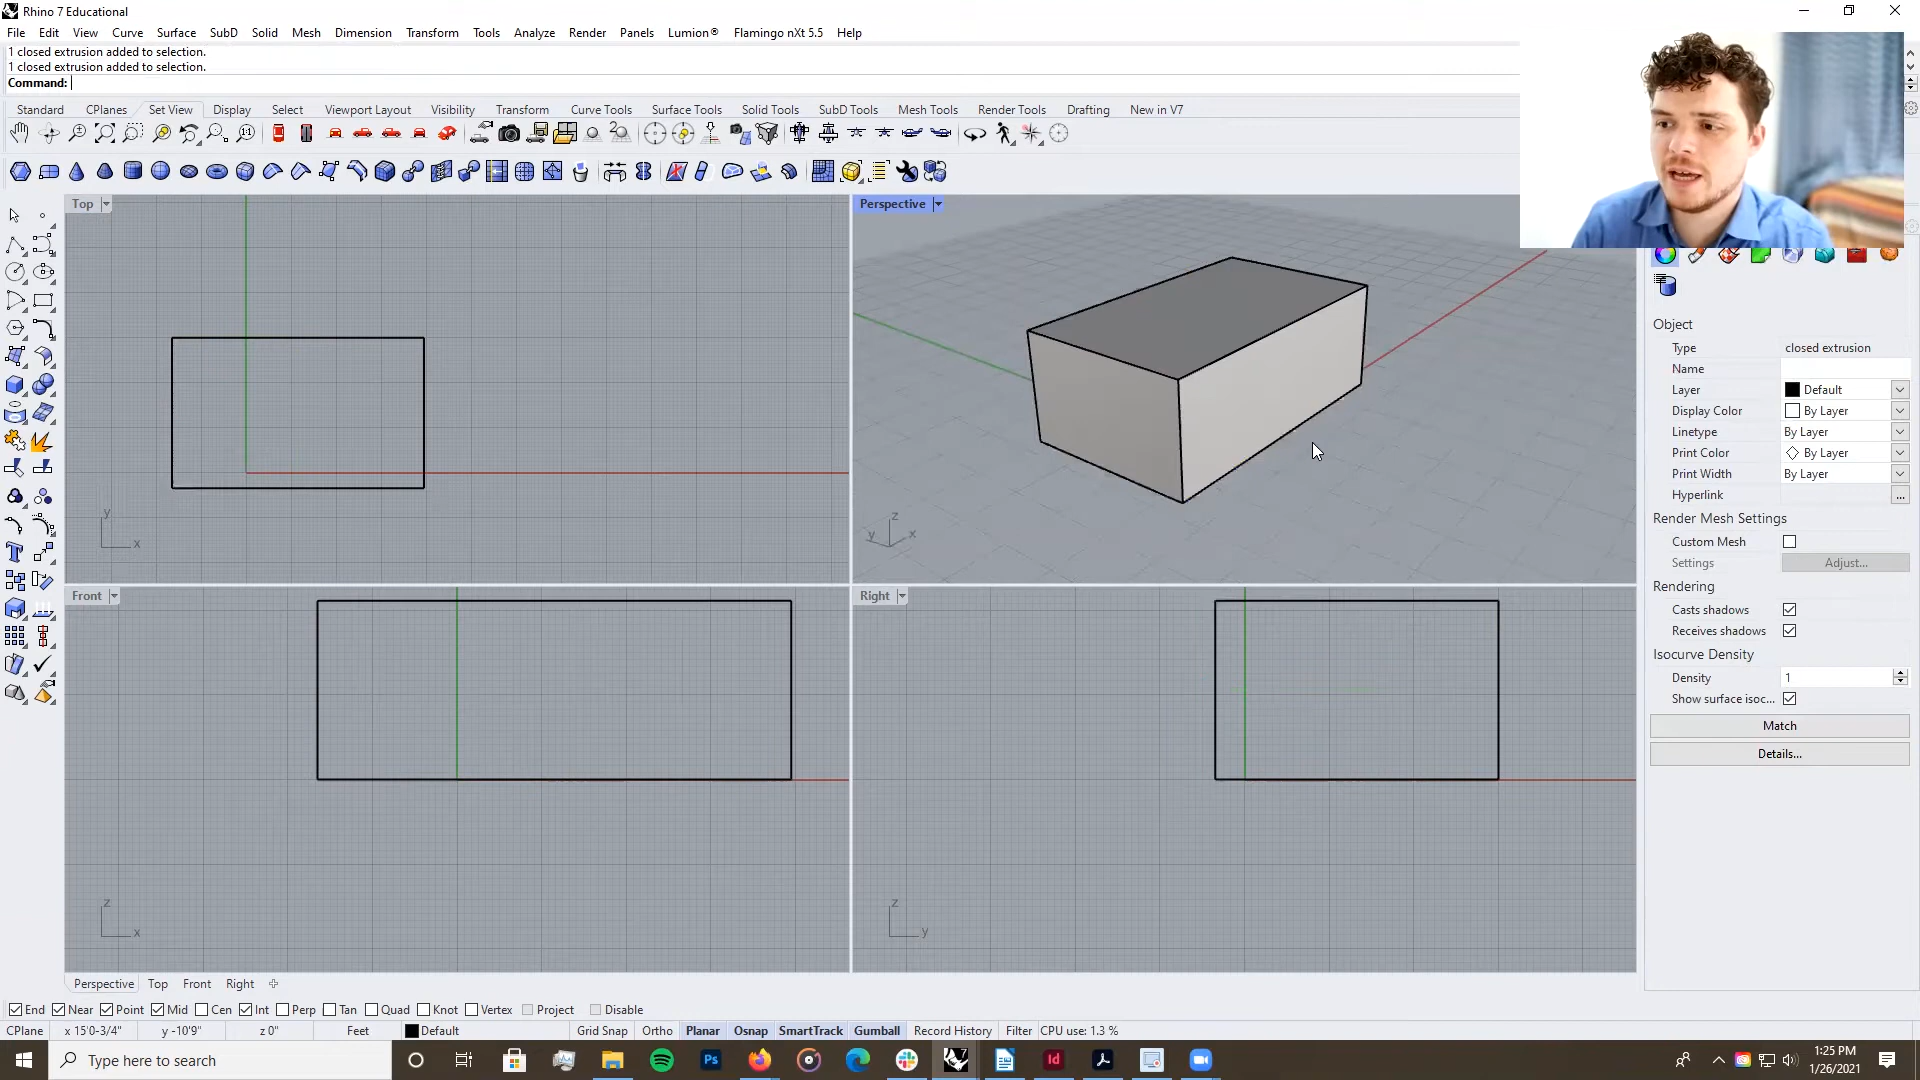 Rhino 7 Educational
File Edit View Curve Surface SubD Solid Mesh Dimension Transform Tools Analyze Render Panels Lumion® Flamingo nXt 5.5 Help
1 closed extrusion added to selection.
1 closed extrusion added to selection.
Command:
Standard CPlanes Set View Display Select Viewport Layout Visibility Transform Curve Tools Surface Tools Solid Tools SubD Tools Mesh Tools Render Tools Drafting New in V7
Top
y
x
Perspective
z
y
x
Front
z
x
Right
z
y
Object
Type closed extrusion
Name
Layer Default
Display Color By Layer
Linetype By Layer
Print Color By Layer
Print Width By Layer
Hyperlink ...
Render Mesh Settings
Custom Mesh
Settings Adjust...
Rendering
Casts shadows
Receives shadows
Isocurve Density
Density 1
Show surface isoc...
Match
Details...
Perspective Top Front Right
End Near Point Mid Cen Int Perp Tan Quad Knot Vertex Project Disable
CPlane x 15'0-3/4" y -10'9" z 0" Feet Default Grid Snap Ortho Planar Osnap SmartTrack Gumball Record History Filter CPU use: 1.3 %
Type here to search
Ps
Id
7
1:25 PM
1/26/2021